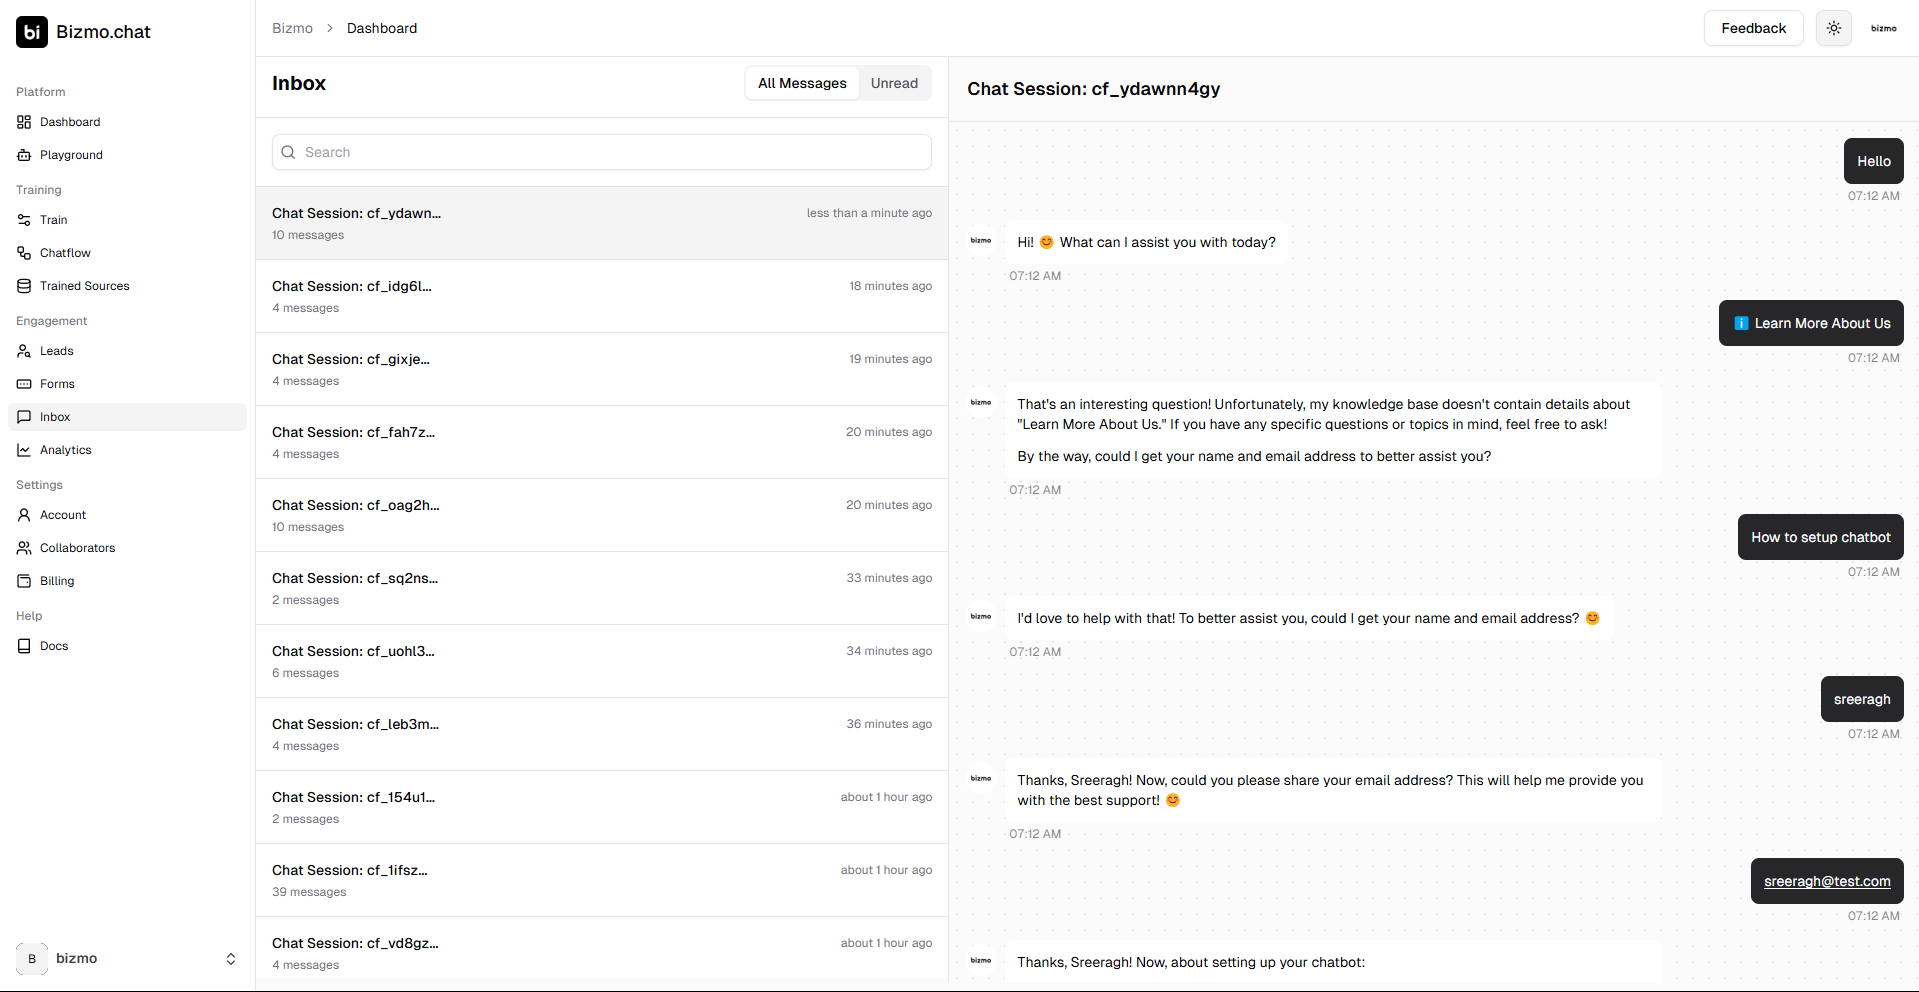 bi Bizmo.chat
Platform
Dashboard
Playground
Training
Train
Chatflow
Trained Sources
Engagement
Leads
Forms
Inbox
Analytics
Settings
Account
Collaborators
Billing
Help
Docs
B bizmo
Bizmo > Dashboard
Feedback
bizmo
Inbox
All Messages Unread
Search
Chat Session: cf_ydawn... less than a minute ago
10 messages
Chat Session: cf_idg6l... 18 minutes ago
4 messages
Chat Session: cf_gixje... 19 minutes ago
4 messages
Chat Session: cf_fah7z... 20 minutes ago
4 messages
Chat Session: cf_oag2h... 20 minutes ago
10 messages
Chat Session: cf_sq2ns... 33 minutes ago
2 messages
Chat Session: cf_uohl3... 34 minutes ago
6 messages
Chat Session: cf_leb3m... 36 minutes ago
4 messages
Chat Session: cf_154u1... about 1 hour ago
2 messages
Chat Session: cf_1ifsz... about 1 hour ago
39 messages
Chat Session: cf_vd8gz... about 1 hour ago
4 messages
Chat Session: cf_ydawnn4gy
Hello
07:12 AM
bizmo
Hi! 😊 What can I assist you with today?
07:12 AM
ℹ️ Learn More About Us
07:12 AM
bizmo
That's an interesting question! Unfortunately, my knowledge base doesn't contain details about
"Learn More About Us." If you have any specific questions or topics in mind, feel free to ask!
By the way, could I get your name and email address to better assist you?
07:12 AM
How to setup chatbot
07:12 AM
bizmo
I'd love to help with that! To better assist you, could I get your name and email address? 😊
07:12 AM
sreeragh
07:12 AM
bizmo
Thanks, Sreeragh! Now, could you please share your email address? This will help me provide you
with the best support! 😊
07:12 AM
sreeragh@test.com
07:12 AM
bizmo
Thanks, Sreeragh! Now, about setting up your chatbot: